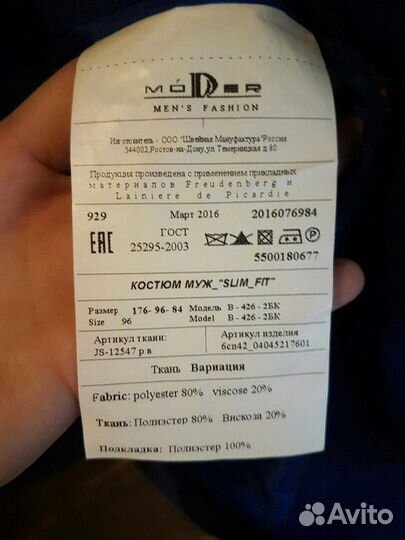 МÓDЕR
MEN'S FASHION
Изготовитель - ООО "Швейная Мануфактура"Россия
344002,Ростов-на-Дону,ул. Темерницкая д 80
Продукция произведена с применением прикладных
материалов Freudenberg и
Lainiere de Picardie
929 Март 2016 2016076984
EAC ГОСТ
25295-2003
P
5500180677
КОСТЮМ МУЖ_"SLIM_FIT"
Размер 176- 96- 84 Модель В - 426 - 2БК
Size 96 Model В - 426 - 2БК
Артикул ткани: Артикул изделия
JS-12547 р в 6сп42_04045217601
Ткань Вариация
Fabric: polyester 80% viscose 20%
Ткань: Полиэстер 80% Вискоза 20%
Подкладка: Полиэстер 100%
Avito